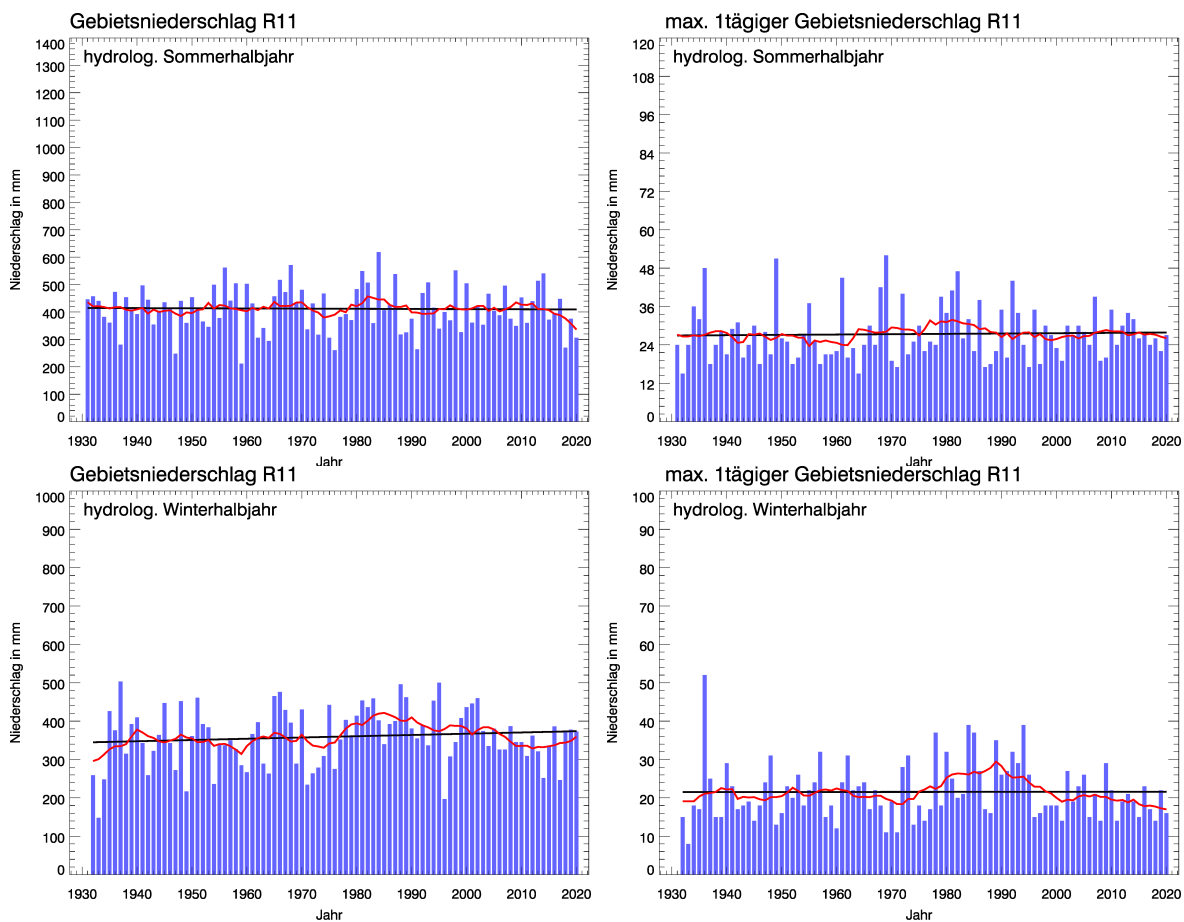 Gebietsniederschlag R11
hydrolog. Sommerhalbjahr
Niederschlag in mm
1400
1300
1200
1100
1000
900
800
700
600
500
400
300
200
100
0
1930 1940 1950 1960 1970 1980 1990 2000 2010 2020
Jahr
max. 1tägiger Gebietsniederschlag R11
hydrolog. Sommerhalbjahr
Niederschlag in mm
120
108
96
84
72
60
48
36
24
12
0
1930 1940 1950 1960 1970 1980 1990 2000 2010 2020
Jahr
Gebietsniederschlag R11
hydrolog. Winterhalbjahr
Niederschlag in mm
1000
900
800
700
600
500
400
300
200
100
0
1930 1940 1950 1960 1970 1980 1990 2000 2010 2020
Jahr
max. 1tägiger Gebietsniederschlag R11
hydrolog. Winterhalbjahr
Niederschlag in mm
100
90
80
70
60
50
40
30
20
10
0
1930 1940 1950 1960 1970 1980 1990 2000 2010 2020
Jahr